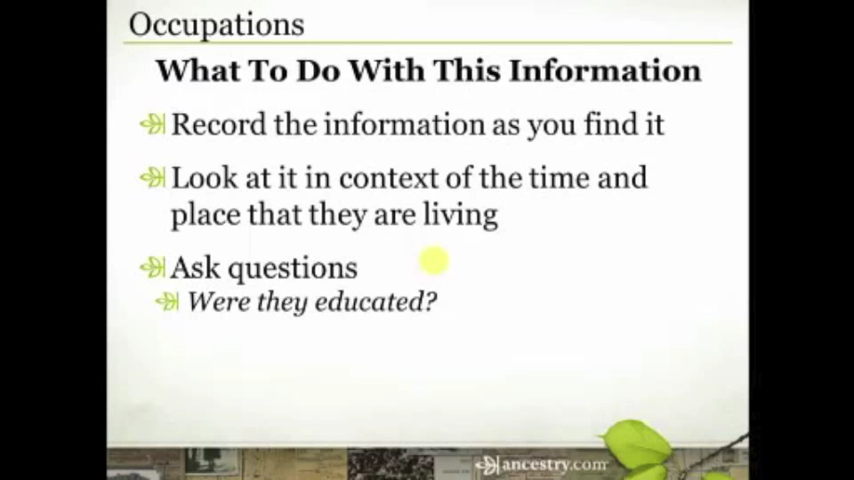 Occupations
What To Do With This Information
Record the information as you find it
Look at it in context of the time and
place that they are living
Ask questions
Were they educated?
ancestry.com